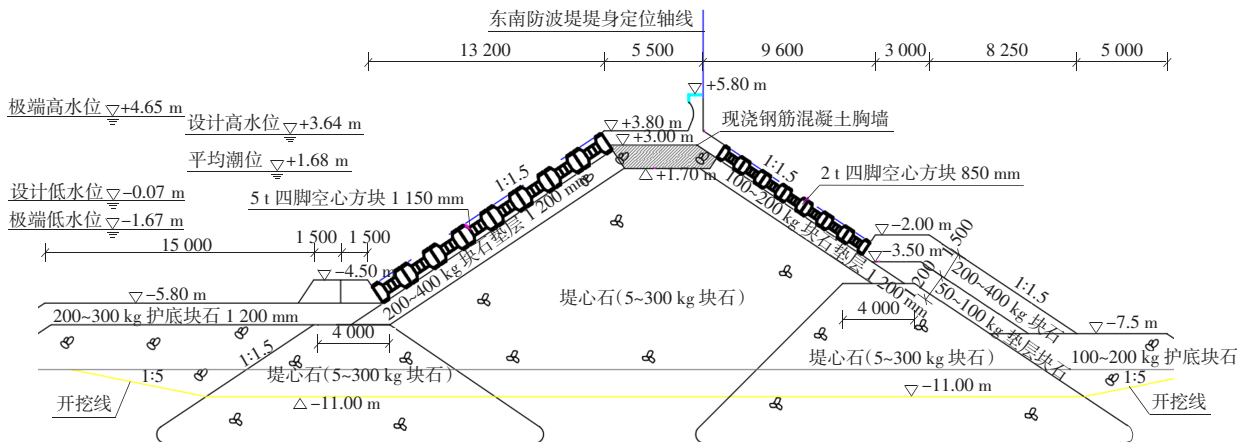 东南防波堤堤身定位轴线
13 200
5 500
9 600
3 000
8 250
5 000
+5.80 m
极端高水位 +4.65 m
设计高水位 +3.64 m
平均潮位 +1.68 m
设计低水位 -0.07 m
极端低水位 -1.67 m
+3.80 m
+3.00 m
现浇钢筋混凝土胸墙
+1.70 m
1:1.5
1:1.5
5 t 四脚空心方块 1 150 mm
2 t 四脚空心方块 850 mm
200~400 kg 块石垫层 1 200 mm
100~200 kg 块石垫层 1 200 mm
15 000
1 500
1 500
-4.50 m
-5.80 m
200~300 kg 护底块石 1 200 mm
4 000
1:1.5
堤心石(5~300 kg 块石)
-2.00 m
-3.50 m
1 500
1 200
200~400 kg 块石
1:1.5
50~100 kg 垫层块石
4 000
-7.5 m
100~200 kg 护底块石
堤心石(5~300 kg 块石)
堤心石(5~300 kg 块石)
1:5
1:5
开挖线
开挖线
-11.00 m
-11.00 m